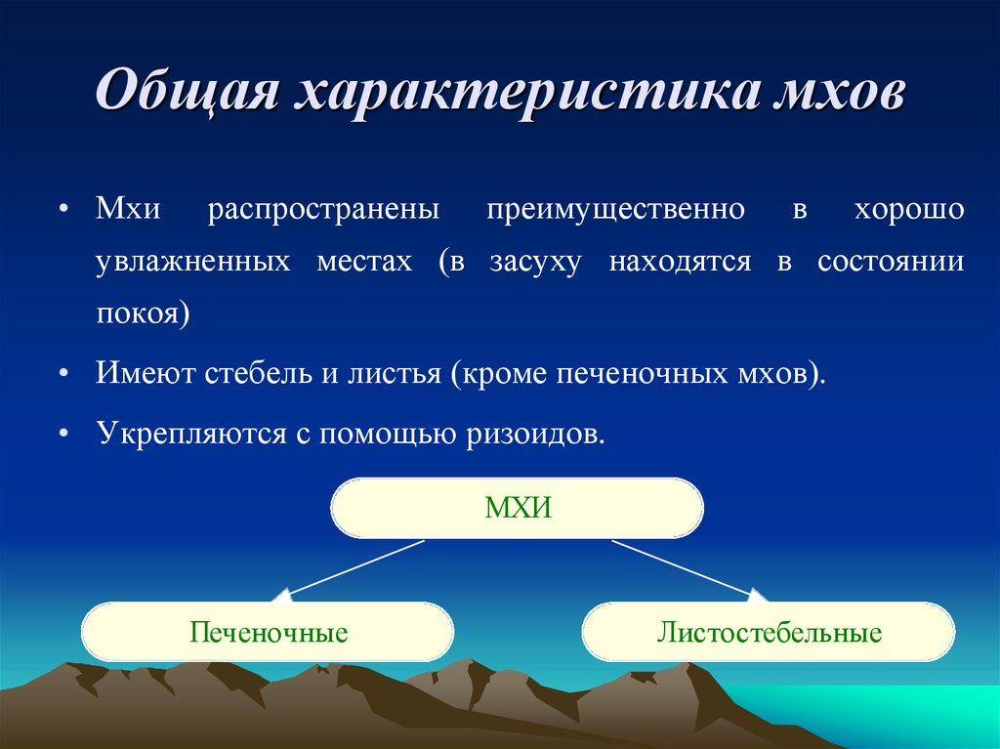 Общая характеристика мхов
• Мхи распространены преимущественно в хорошо
увлажненных местах (в засуху находятся в состоянии
покоя)
• Имеют стебель и листья (кроме печеночных мхов).
• Укрепляются с помощью ризоидов.
МХИ
Печеночные
Листостебельные